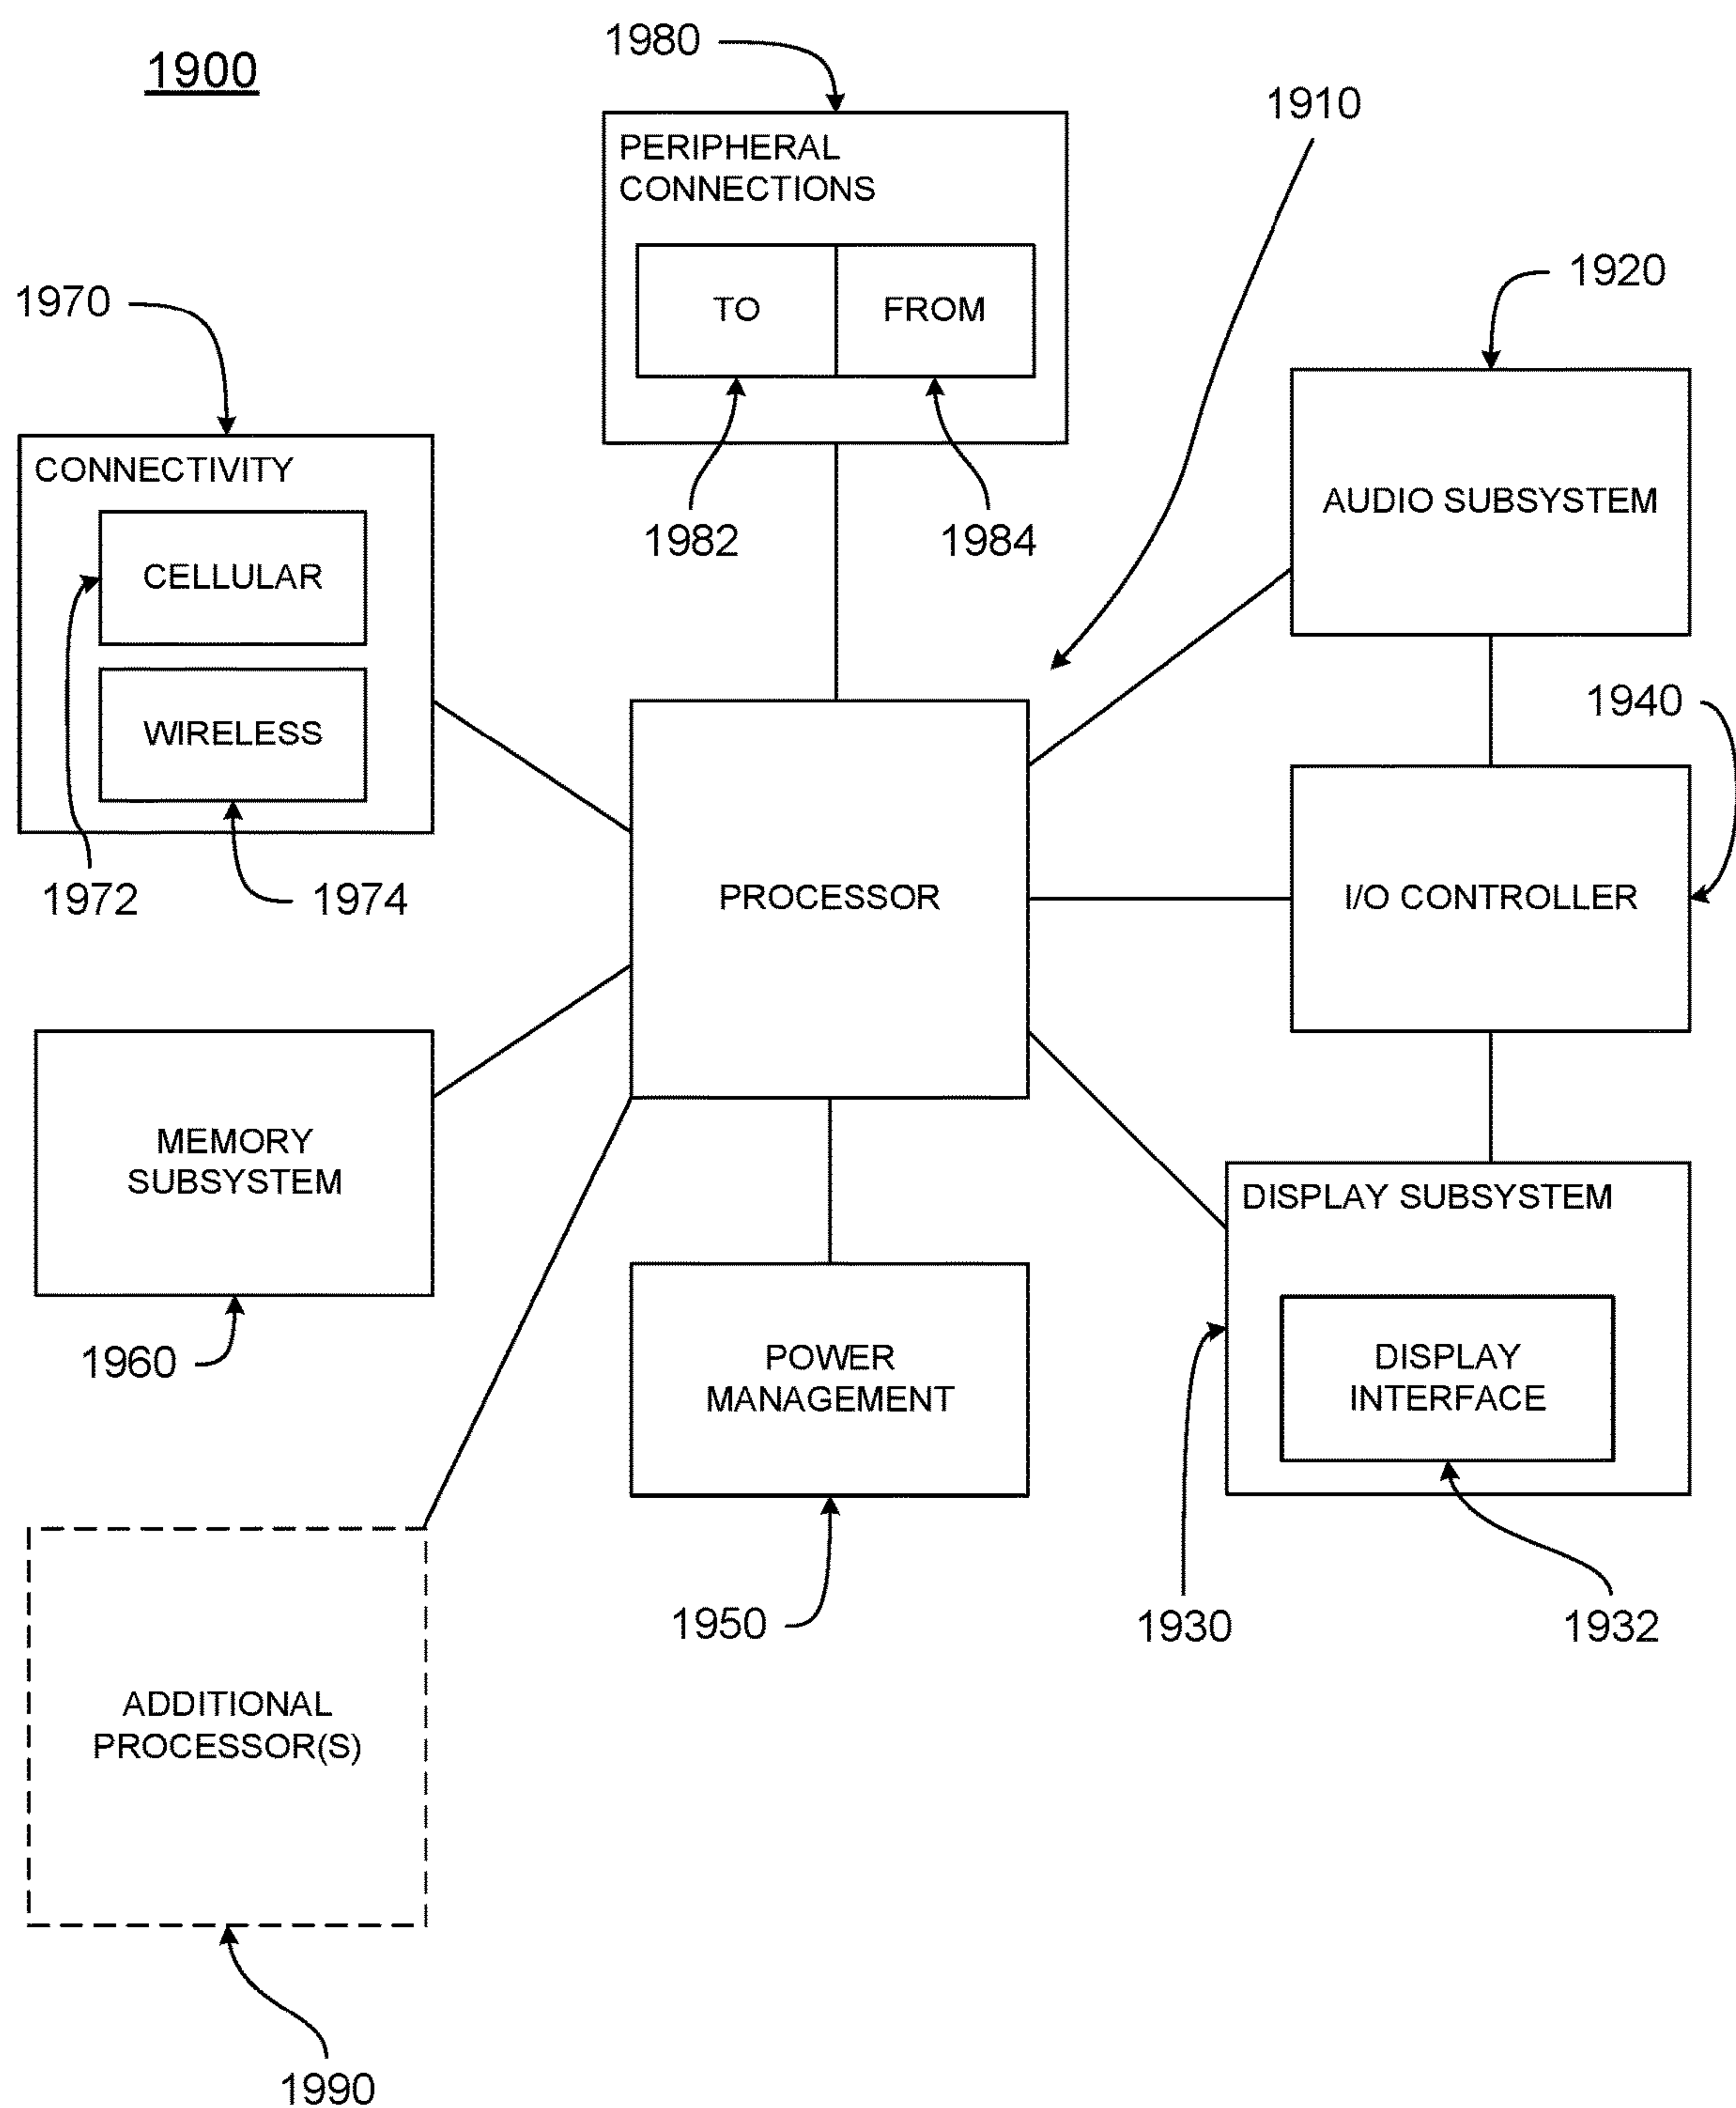 1900
1980
1910
PERIPHERAL
CONNECTIONS
TO
FROM
1982
1984
1970
CONNECTIVITY
CELLULAR
WIRELESS
1972
1974
1920
AUDIO SUBSYSTEM
1940
PROCESSOR
I/O CONTROLLER
MEMORY
SUBSYSTEM
1960
POWER
MANAGEMENT
1950
DISPLAY SUBSYSTEM
DISPLAY
INTERFACE
1930
1932
ADDITIONAL
PROCESSOR(S)
1990